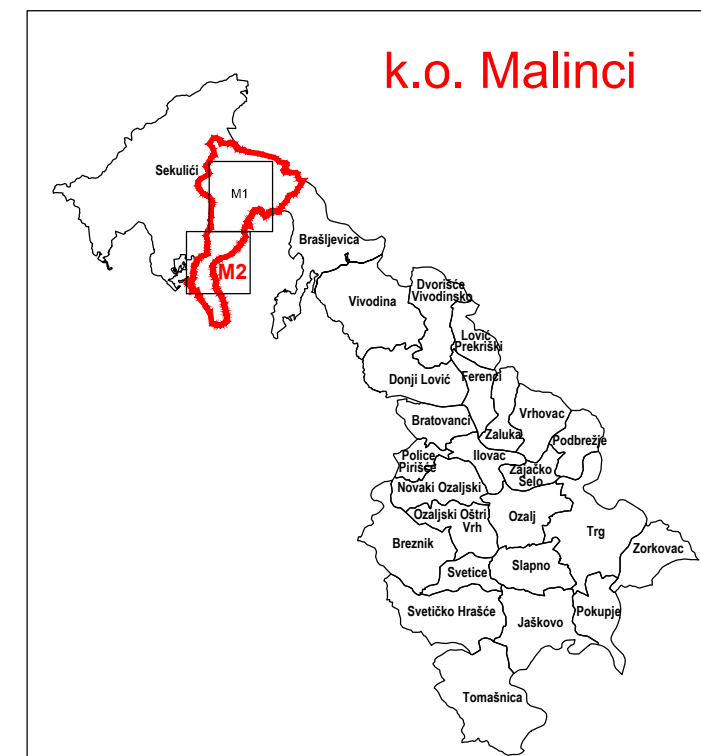 k.o. Malinci
Sekulići
M1
M2
Brašljevica
Vivodina
Dvorišće
Vivodinsko
Lović
Prekriški
Donji Lović
Ferenci
Vrhovac
Bratovanci
Zaluka
Podbrežje
Police
Pirišće
Ilovac
Zajačko
Selo
Novaki Ozaljski
Ozaljski Oštri
Vrh
Ozalj
Trg
Breznik
Zorkovac
Svetice
Slapno
Svetičko Hrašće
Jaškovo
Pokupje
Tomašnica